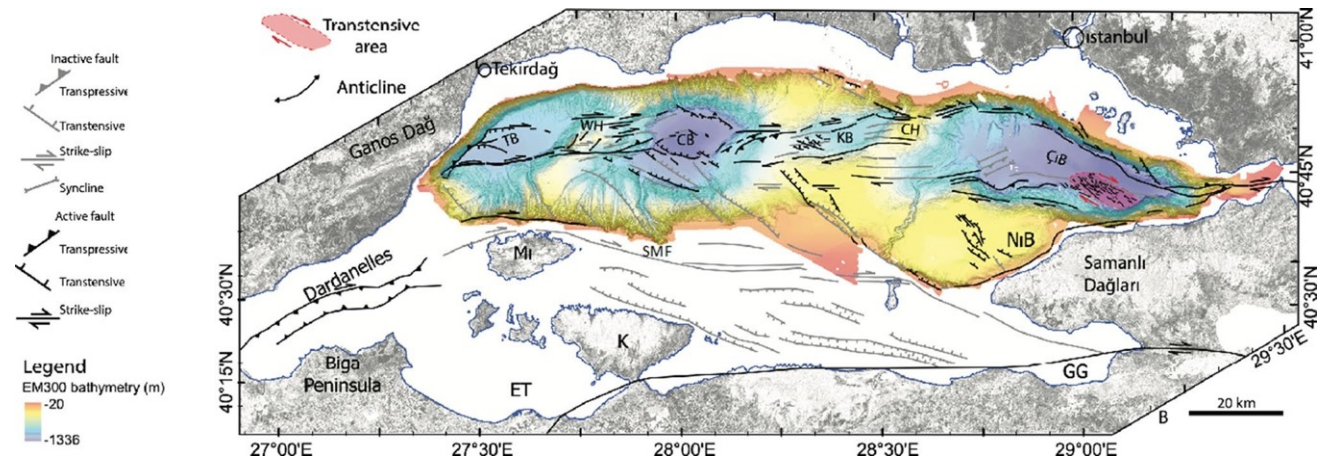 Transtensive
area
Anticline
Inactive fault
Transpressive
Transtensive
Strike-slip
Syncline
Active fault
Transpressive
Transtensive
Strike-slip
Legend
EM300 bathymetry (m)
-20
-1336
Tekirdağ
istanbul
Ganos Dağ
TB
WH
CB
KB
CH
ÇıB
NıB
SMF
Mı
Dardanelles
K
Biga
Peninsula
ET
GG
Samanlı
Dağları
B
20 km
41°00'N
40°45'N
40°30'N
29°30'E
40°30'N
40°15'N
27°00'E
27°30'E
28°00'E
28°30'E
29°00'E